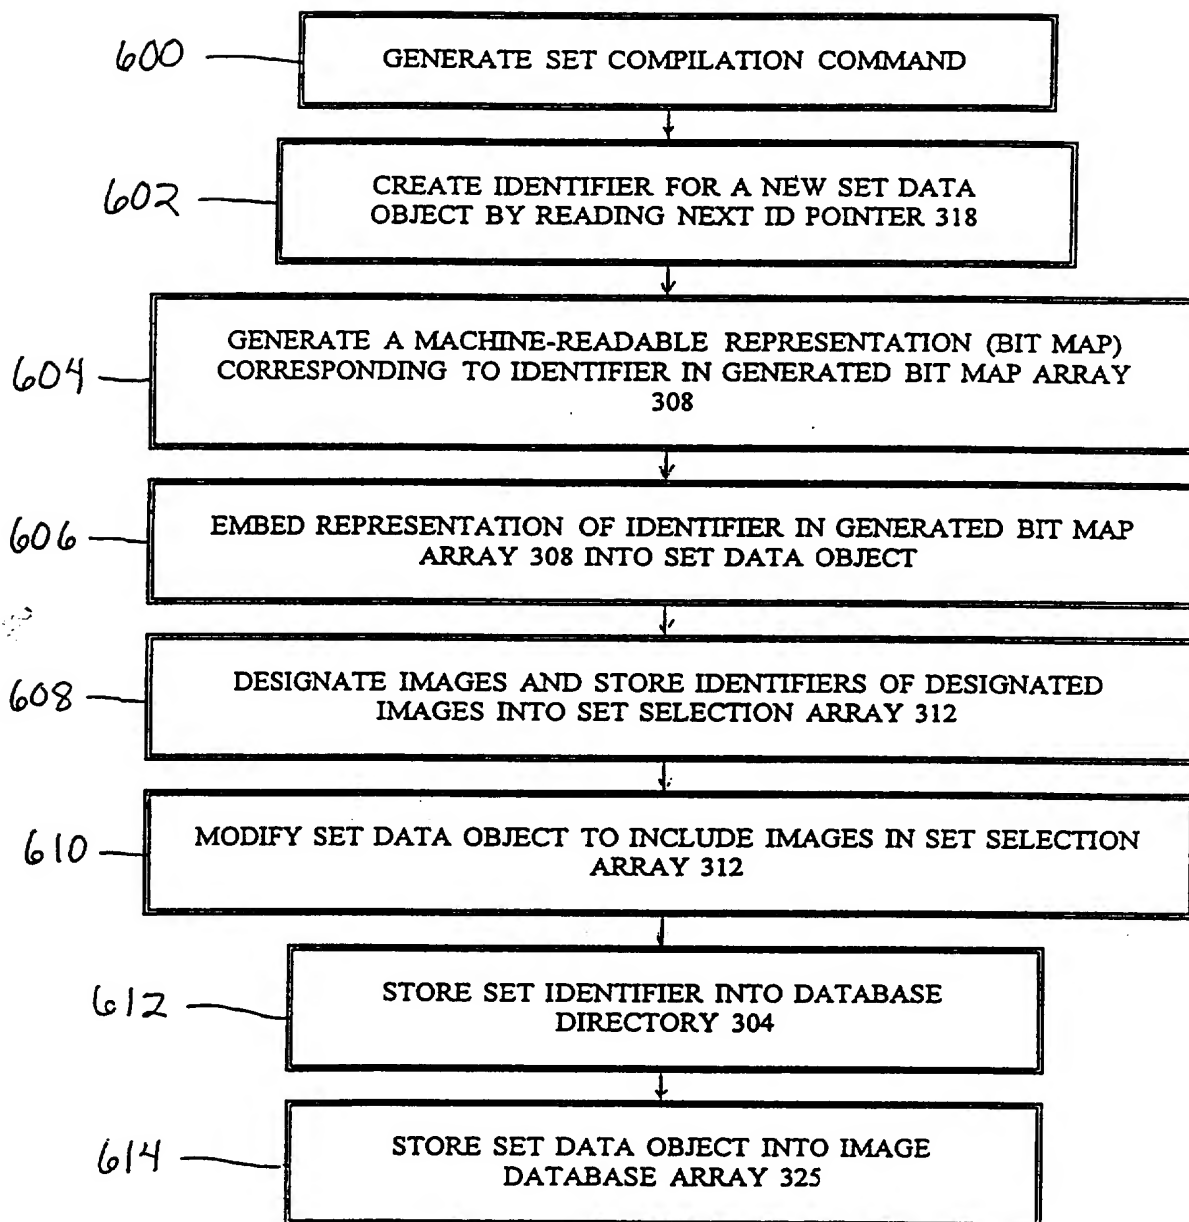 600
GENERATE SET COMPILATION COMMAND
602
CREATE IDENTIFIER FOR A NEW SET DATA
OBJECT BY READING NEXT ID POINTER 318
604
GENERATE A MACHINE-READABLE REPRESENTATION (BIT MAP)
CORRESPONDING TO IDENTIFIER IN GENERATED BIT MAP ARRAY
308
606
EMBED REPRESENTATION OF IDENTIFIER IN GENERATED BIT MAP
ARRAY 308 INTO SET DATA OBJECT
608
DESIGNATE IMAGES AND STORE IDENTIFIERS OF DESIGNATED
IMAGES INTO SET SELECTION ARRAY 312
610
MODIFY SET DATA OBJECT TO INCLUDE IMAGES IN SET SELECTION
ARRAY 312
612
STORE SET IDENTIFIER INTO DATABASE
DIRECTORY 304
614
STORE SET DATA OBJECT INTO IMAGE
DATABASE ARRAY 325